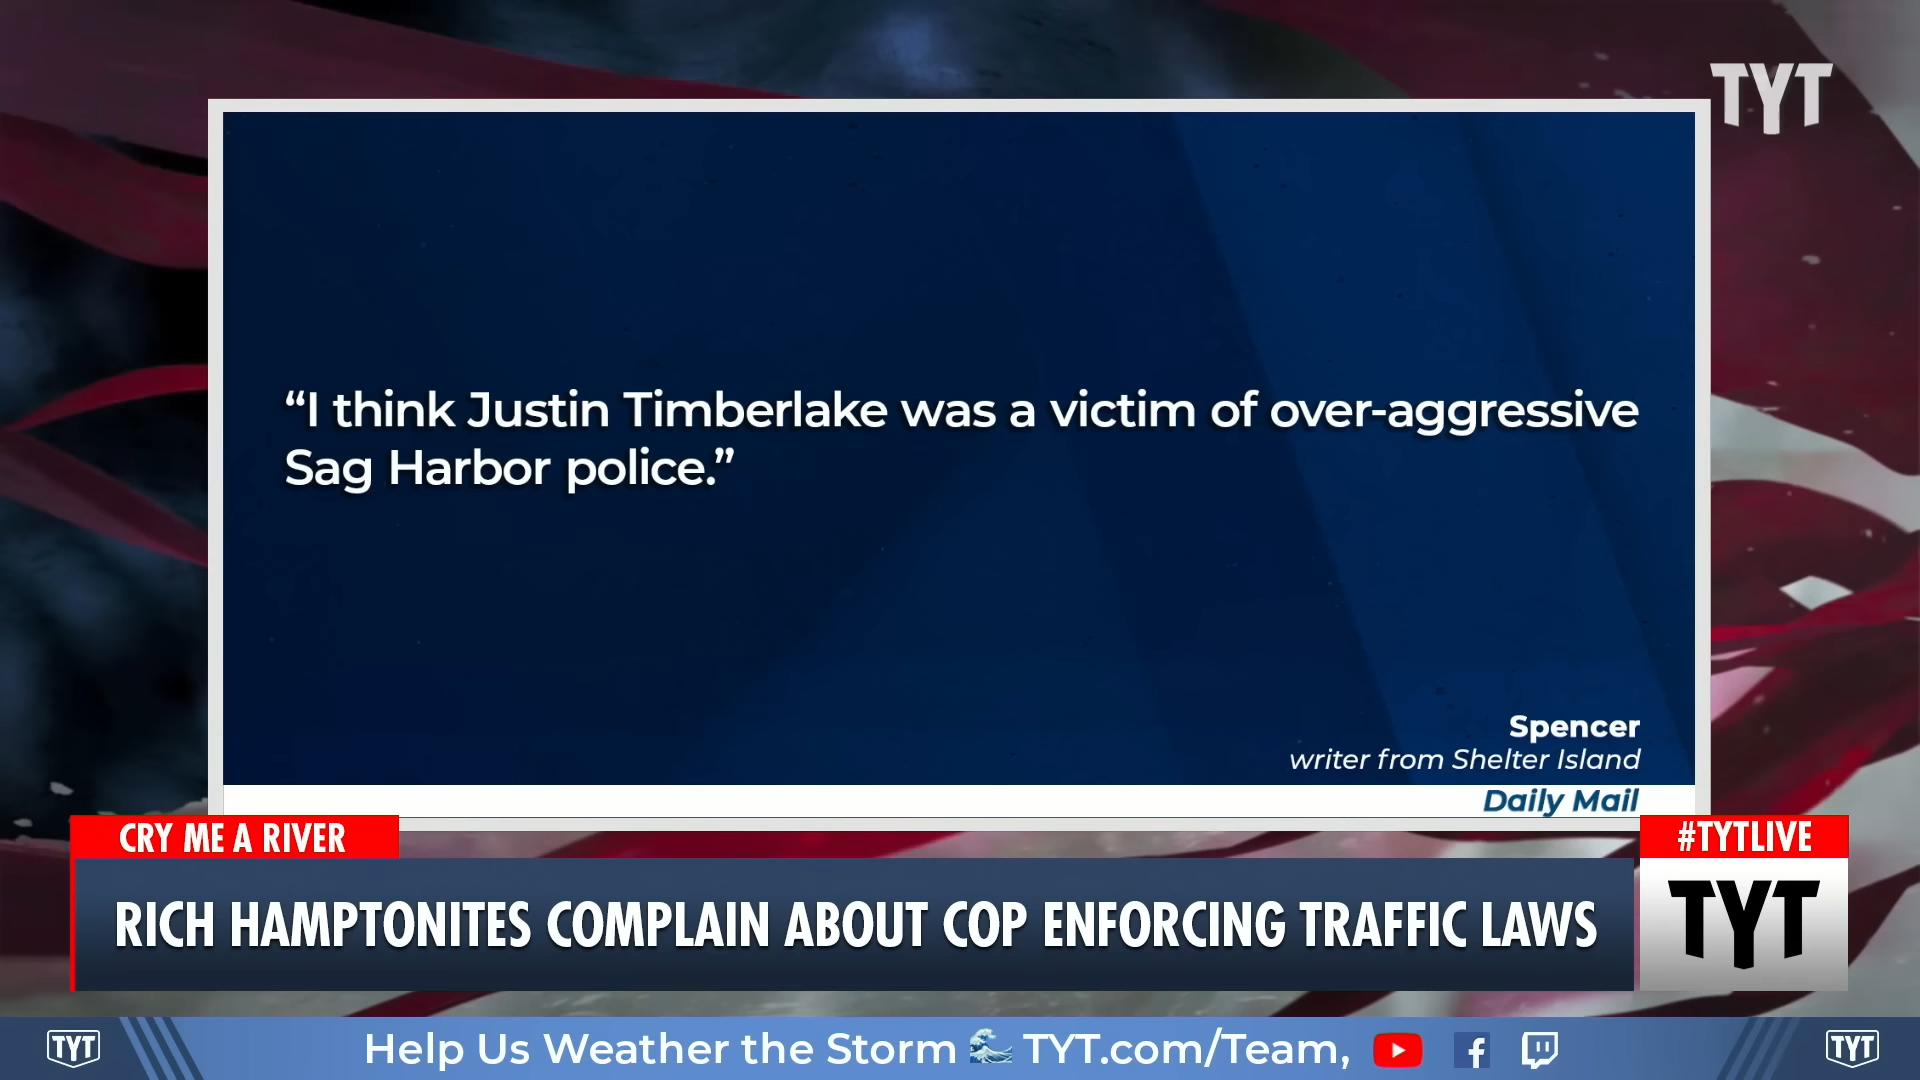 TYT
“I think Justin Timberlake was a victim of over-aggressive
Sag Harbor police.”
Spencer
writer from Shelter Island
Daily Mail
CRY ME A RIVER
#TYTLIVE
RICH HAMPTONITES COMPLAIN ABOUT COP ENFORCING TRAFFIC LAWS
TYT
TYT
Help Us Weather the Storm 🌊 TYT.com/Team,
TYT